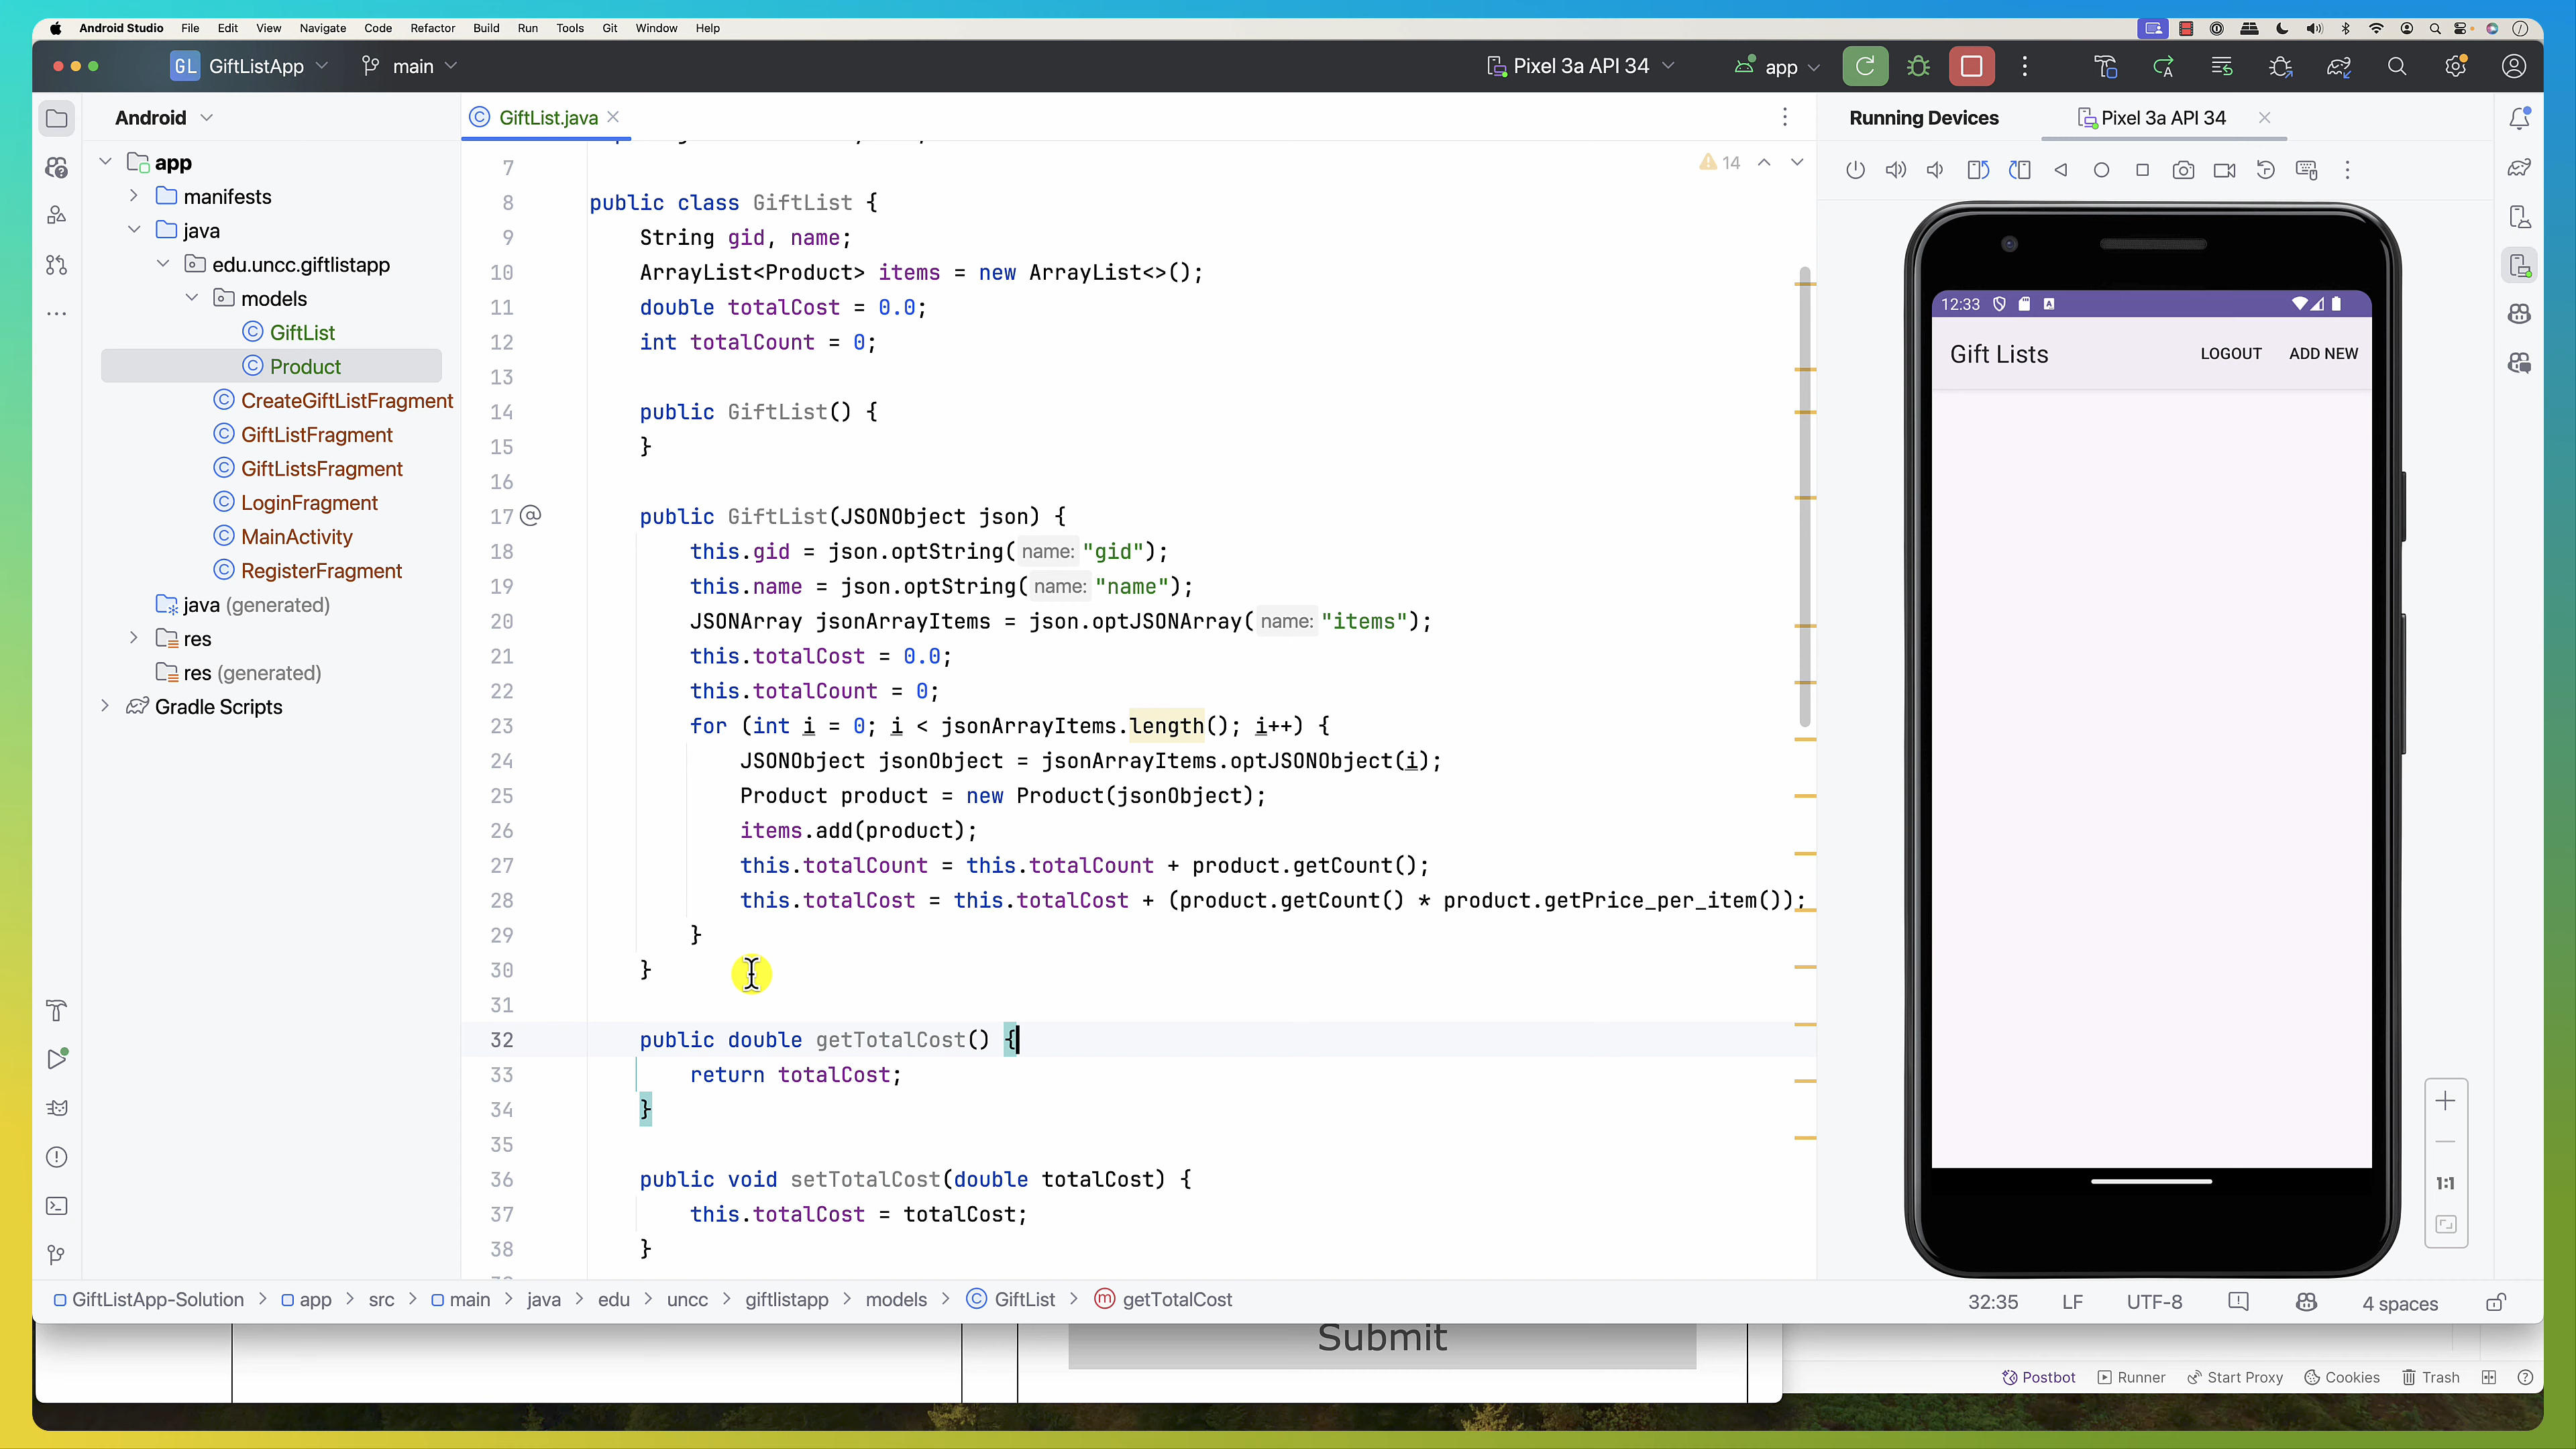 Android Studio File Edit View Navigate Code Refactor Build Run Tools Git Window Help
GL GiftListApp main Pixel 3a API 34 app
Android GiftList.java Running Devices Pixel 3a API 34
app
manifests
java
edu.uncc.giftlistapp
models
GiftList
Product
CreateGiftListFragment
GiftListFragment
GiftListsFragment
LoginFragment
MainActivity
RegisterFragment
java (generated)
res
res (generated)
Gradle Scripts
14
7
8 public class GiftList {
9 String gid, name;
10 ArrayList<Product> items = new ArrayList<>();
11 double totalCost = 0.0;
12 int totalCount = 0;
13
14 public GiftList() {
15 }
16
17 public GiftList(JSONObject json) {
18 this.gid = json.optString( name: "gid");
19 this.name = json.optString( name: "name");
20 JSONArray jsonArrayItems = json.optJSONArray( name: "items");
21 this.totalCost = 0.0;
22 this.totalCount = 0;
23 for (int i = 0; i < jsonArrayItems.length(); i++) {
24 JSONObject jsonObject = jsonArrayItems.optJSONObject(i);
25 Product product = new Product(jsonObject);
26 items.add(product);
27 this.totalCount = this.totalCount + product.getCount();
28 this.totalCost = this.totalCost + (product.getCount() * product.getPrice_per_item());
29 }
30 }
31
32 public double getTotalCost() {
33 return totalCost;
34 }
35
36 public void setTotalCost(double totalCost) {
37 this.totalCost = totalCost;
38 }
12:33
Gift Lists LOGOUT ADD NEW
1:1
GiftListApp-Solution > app > src > main > java > edu > uncc > giftlistapp > models > GiftList > getTotalCost 32:35 LF UTF-8 4 spaces
Submit
Postbot Runner Start Proxy Cookies Trash